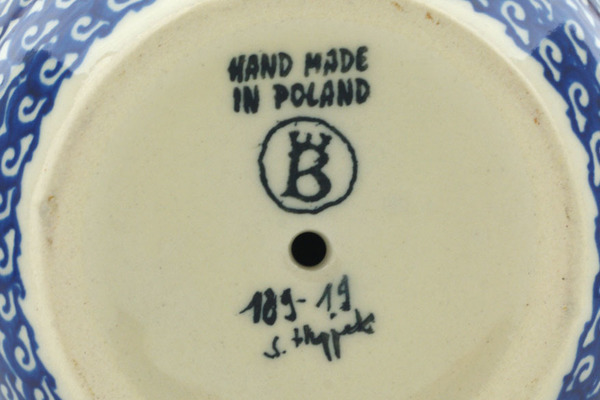 HAND MADE
IN POLAND
B
189-19
S.